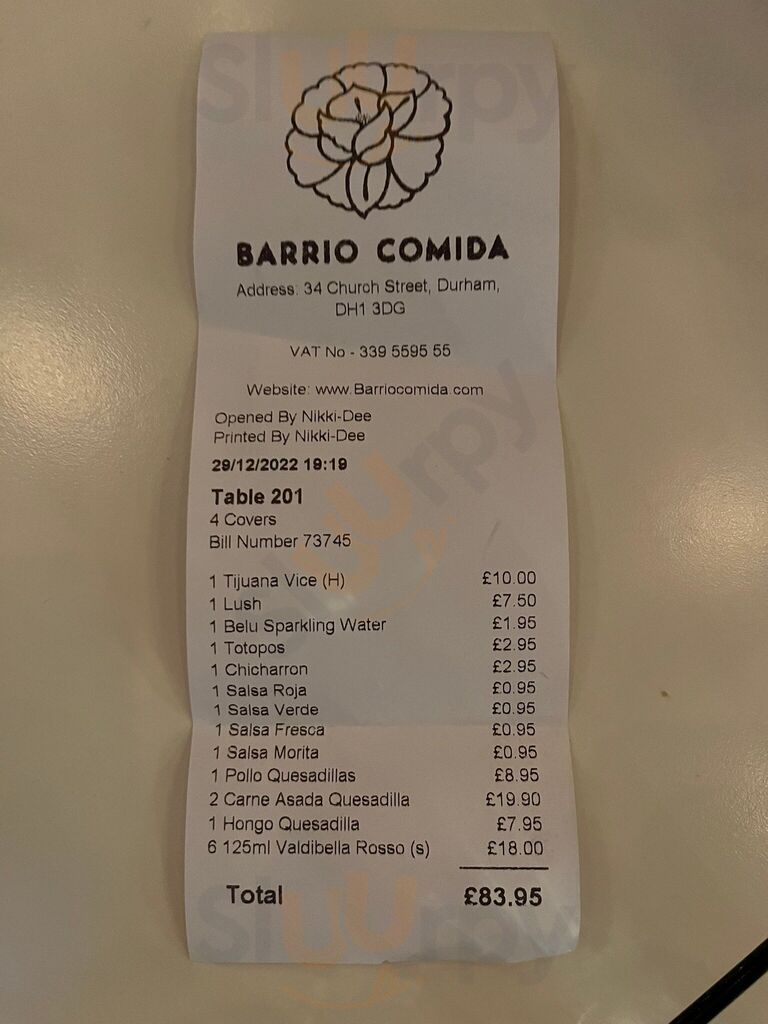 BARRIO COMIDA
Address: 34 Church Street, Durham,
DH1 3DG
VAT No - 339 5595 55
Website: www.Barriocomida.com
Opened By Nikki-Dee
Printed By Nikki-Dee
29/12/2022 19:19
Table 201
4 Covers
Bill Number 73745
1 Tijuana Vice (H) £10.00
1 Lush £7.50
1 Belu Sparkling Water £1.95
1 Totopos £2.95
1 Chicharron £2.95
1 Salsa Roja £0.95
1 Salsa Verde £0.95
1 Salsa Fresca £0.95
1 Salsa Morita £0.95
1 Pollo Quesadillas £8.95
2 Carne Asada Quesadilla £19.90
1 Hongo Quesadilla £7.95
6 125ml Valdibella Rosso (s) £18.00
Total £83.95
Sluurpy
Sluurpy
Sluurpy